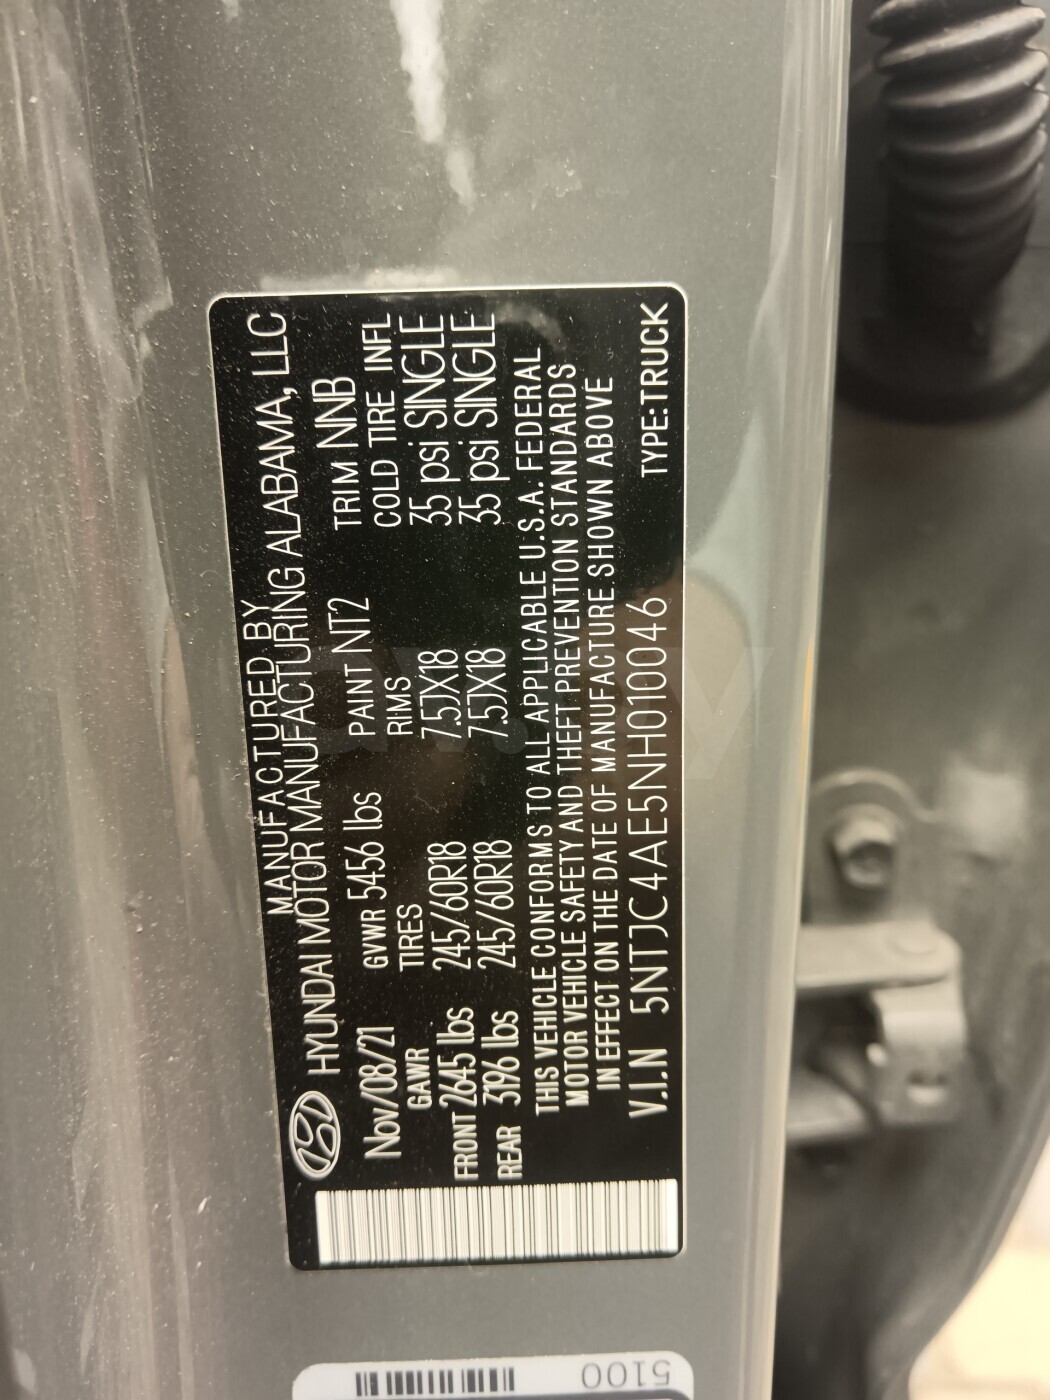 MANUFACTURED BY
HYUNDAI MOTOR MANUFACTURING ALABAMA, LLC
Nov/08/21 GVWR 5456 lbs PAINT NT2 TRIM NNB
GAWR TIRES RIMS COLD TIRE INFL
FRONT 2645 lbs 245/60R18 7.5JX18 35 psi SINGLE
REAR 3196 lbs 245/60R18 7.5JX18 35 psi SINGLE
THIS VEHICLE CONFORMS TO ALL APPLICABLE U.S.A. FEDERAL
MOTOR VEHICLE SAFETY AND THEFT PREVENTION STANDARDS
IN EFFECT ON THE DATE OF MANUFACTURE SHOWN ABOVE
V.I.N 5NTJC4AE5NH010046 TYPE:TRUCK
5100
av.by